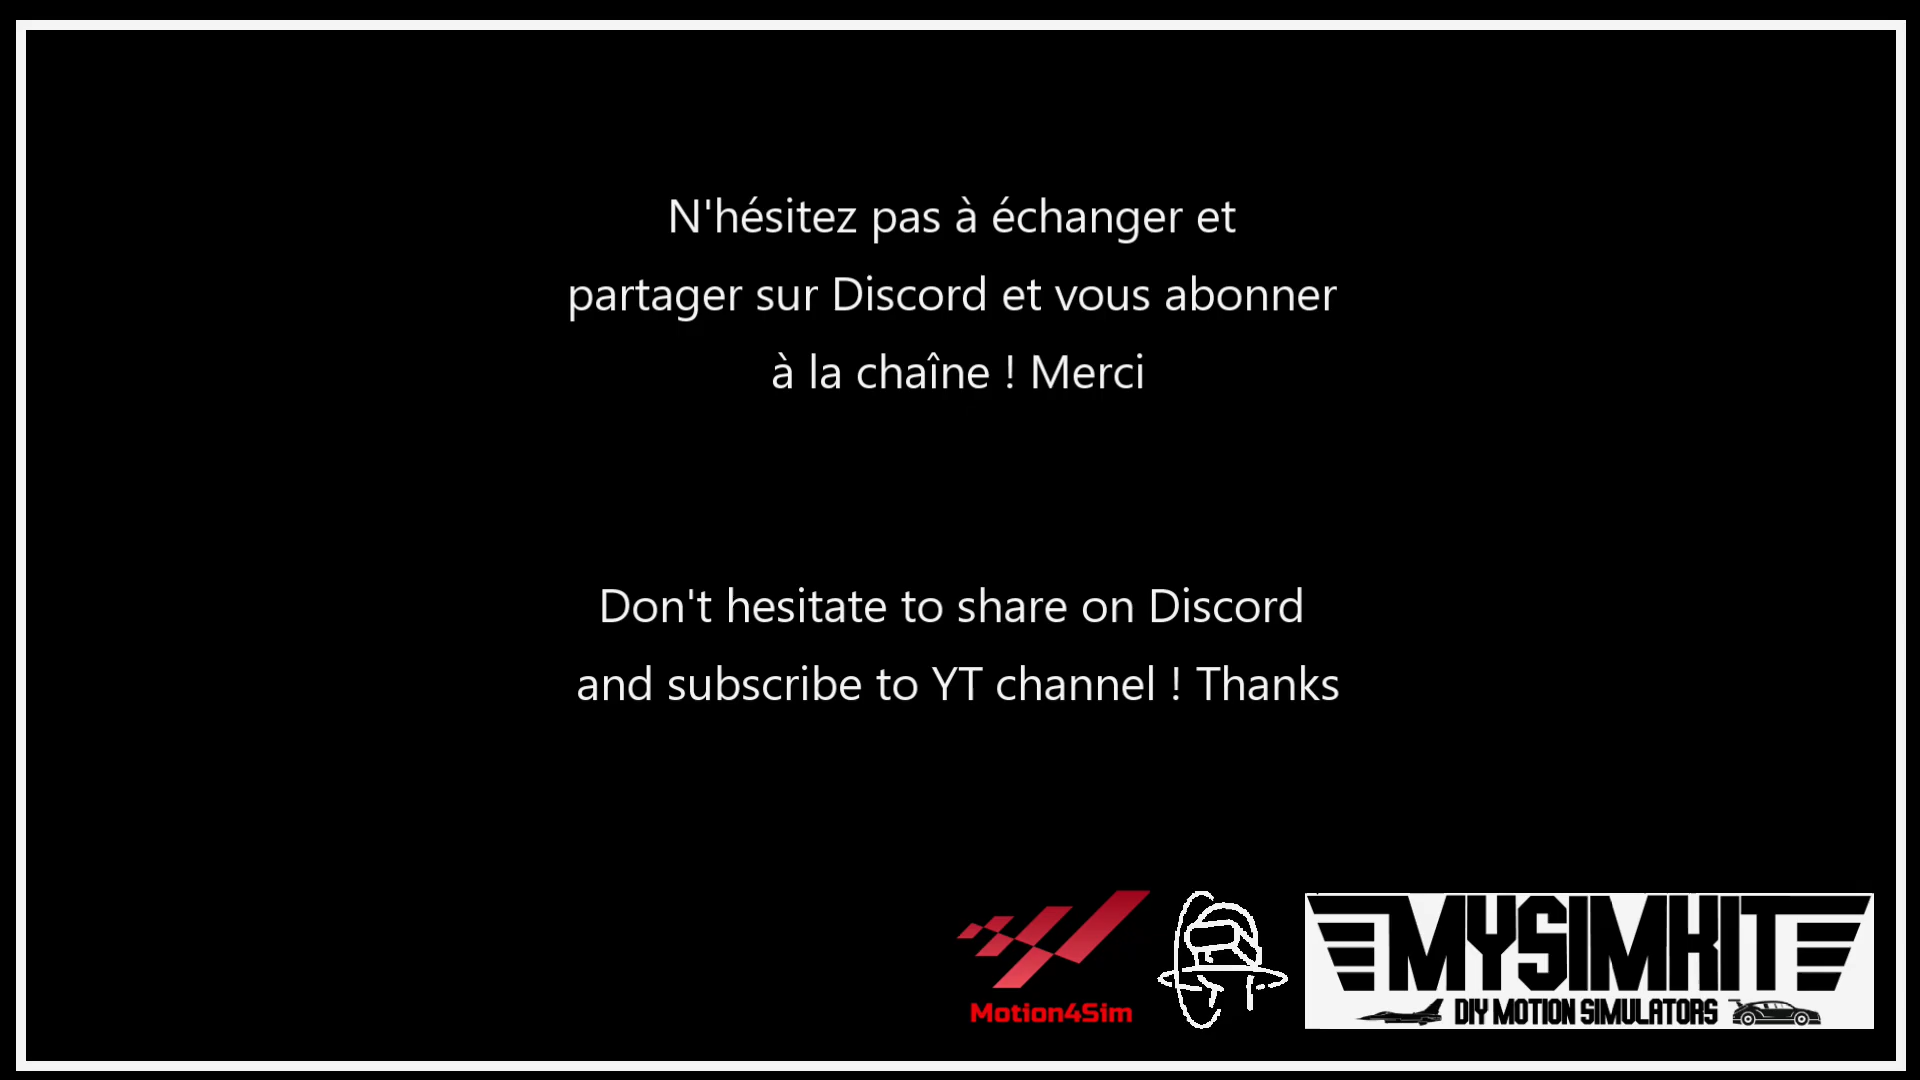 N'hésitez pas à échanger et
partager sur Discord et vous abonner
à la chaîne ! Merci
Don't hesitate to share on Discord
and subscribe to YT channel ! Thanks
Motion4Sim
MYSIMKIT
DIY MOTION SIMULATORS